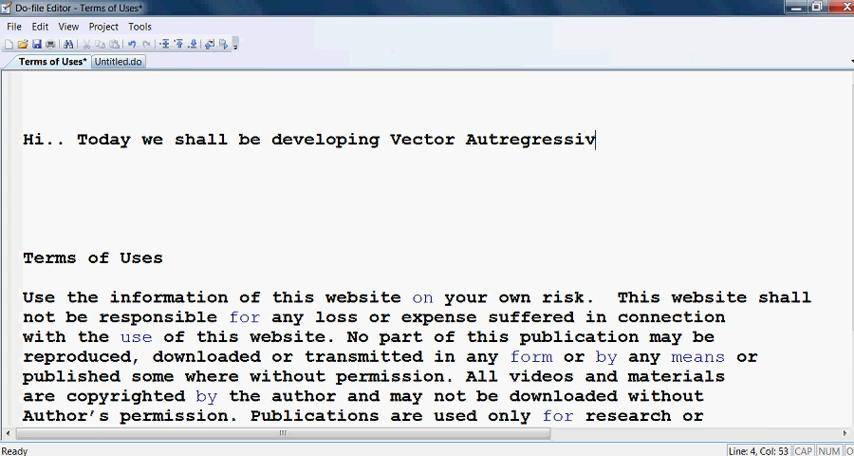 Do-file Editor - Terms of Uses*
File Edit View Project Tools
Terms of Uses* Untitled.do
Hi.. Today we shall be developing Vector Autregressiv
Terms of Uses
Use the information of this website on your own risk. This website shall
not be responsible for any loss or expense suffered in connection
with the use of this website. No part of this publication may be
reproduced, downloaded or transmitted in any form or by any means or
published some where without permission. All videos and materials
are copyrighted by the author and may not be downloaded without
Author's permission. Publications are used only for research or
Ready Line: 4, Col: 53 CAP NUM